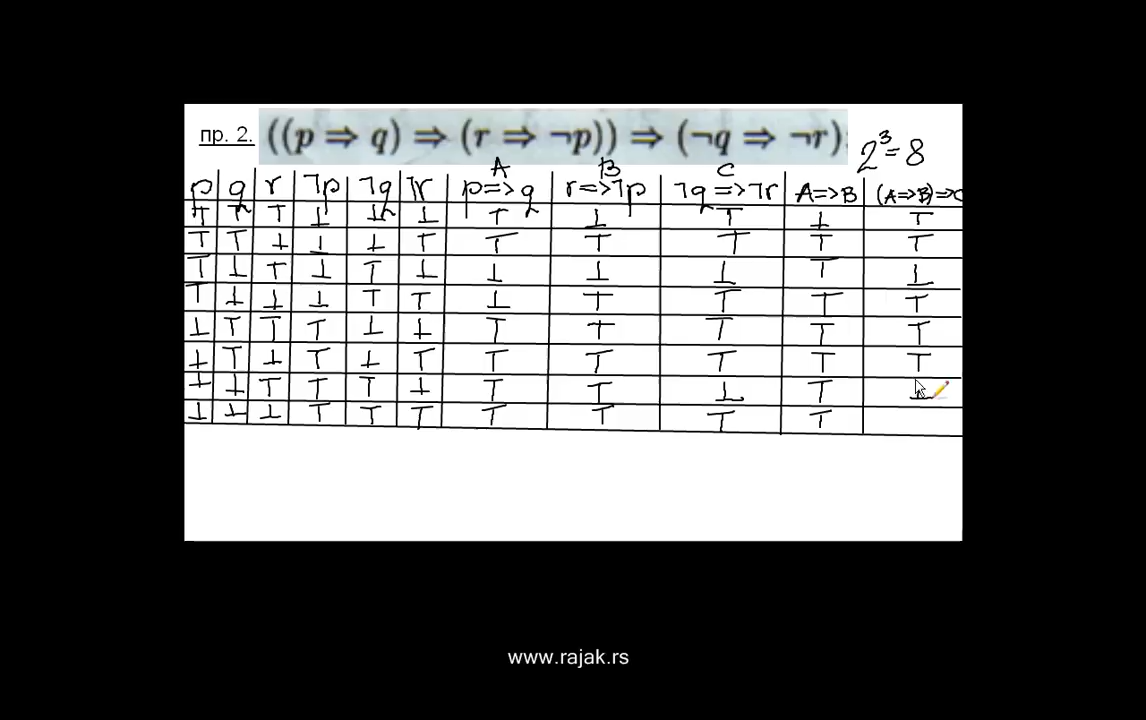 пр. 2. ((p ⇒ q) ⇒ (r ⇒ ¬p)) ⇒ (¬q ⇒ ¬r)
2³=8
A B C
p q r ¬p ¬q ¬r p=>q r=>¬p ¬q=>¬r A=>B (A=>B)=>C
T T T ⊥ ⊥ ⊥ T ⊥ T ⊥ T
T T ⊥ ⊥ ⊥ T T T T T T
T ⊥ T ⊥ T ⊥ ⊥ ⊥ ⊥ T ⊥
T ⊥ ⊥ ⊥ T T ⊥ T T T T
⊥ T T T ⊥ ⊥ T T T T T
⊥ T ⊥ T ⊥ T T T T T T
⊥ ⊥ T T T ⊥ T T ⊥ T ⊥
⊥ ⊥ ⊥ T T T T T T T
www.rajak.rs